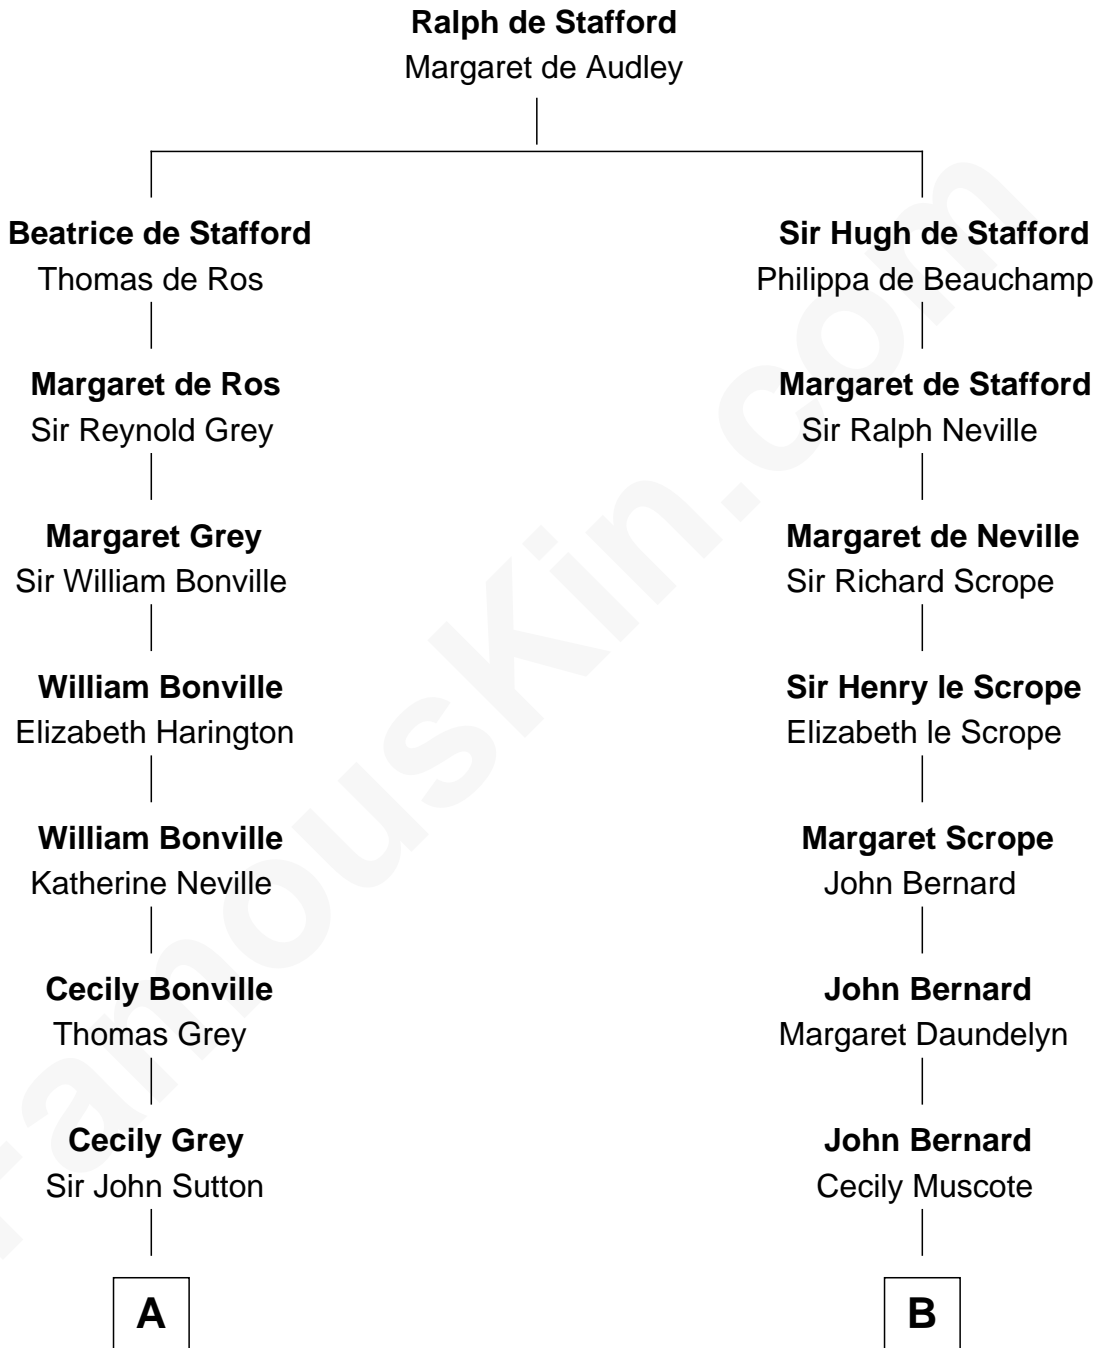 Ralph de Stafford
Margaret de Audley
Beatrice de Stafford
Thomas de Ros
Sir Hugh de Stafford
Philippa de Beauchamp
Margaret de Ros
Sir Reynold Grey
Margaret de Stafford
Sir Ralph Neville
Margaret Grey
Sir William Bonville
Margaret de Neville
Sir Richard Scrope
William Bonville
Elizabeth Harington
Sir Henry le Scrope
Elizabeth le Scrope
William Bonville
Katherine Neville
Margaret Scrope
John Bernard
Cecily Bonville
Thomas Grey
John Bernard
Margaret Daundelyn
Cecily Grey
Sir John Sutton
John Bernard
Cecily Muscote
A
B
FamousKin.com